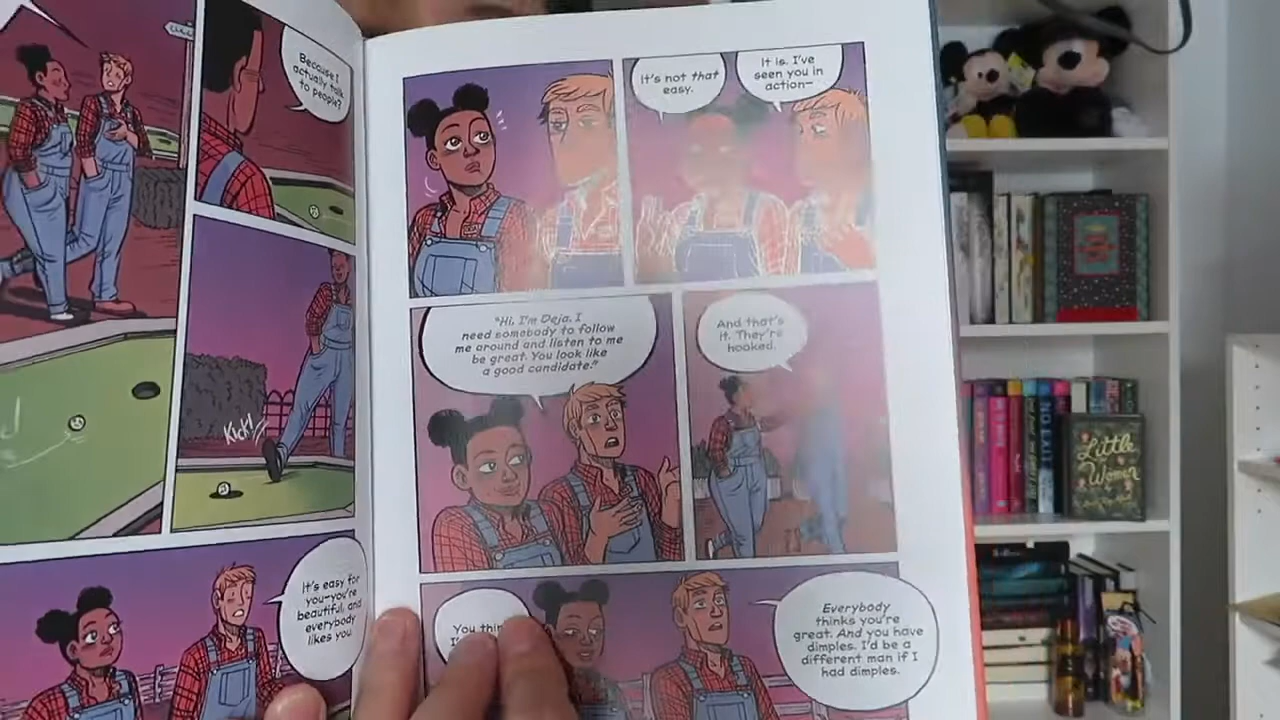 Because I
actually talk
to people?
Kick!
It's easy for
you—you're
beautiful, and
everybody
likes you.
It's not that
easy.
It is. I've
seen you in
action—
"Hi, I'm Deja. I
need somebody to follow
me around and listen to me
be great. You look like
a good candidate."
And that's
it. They're
hooked.
You
Everybody
thinks you're
great. And you have
dimples. I'd be a
different man if I
had dimples.
Little
Women